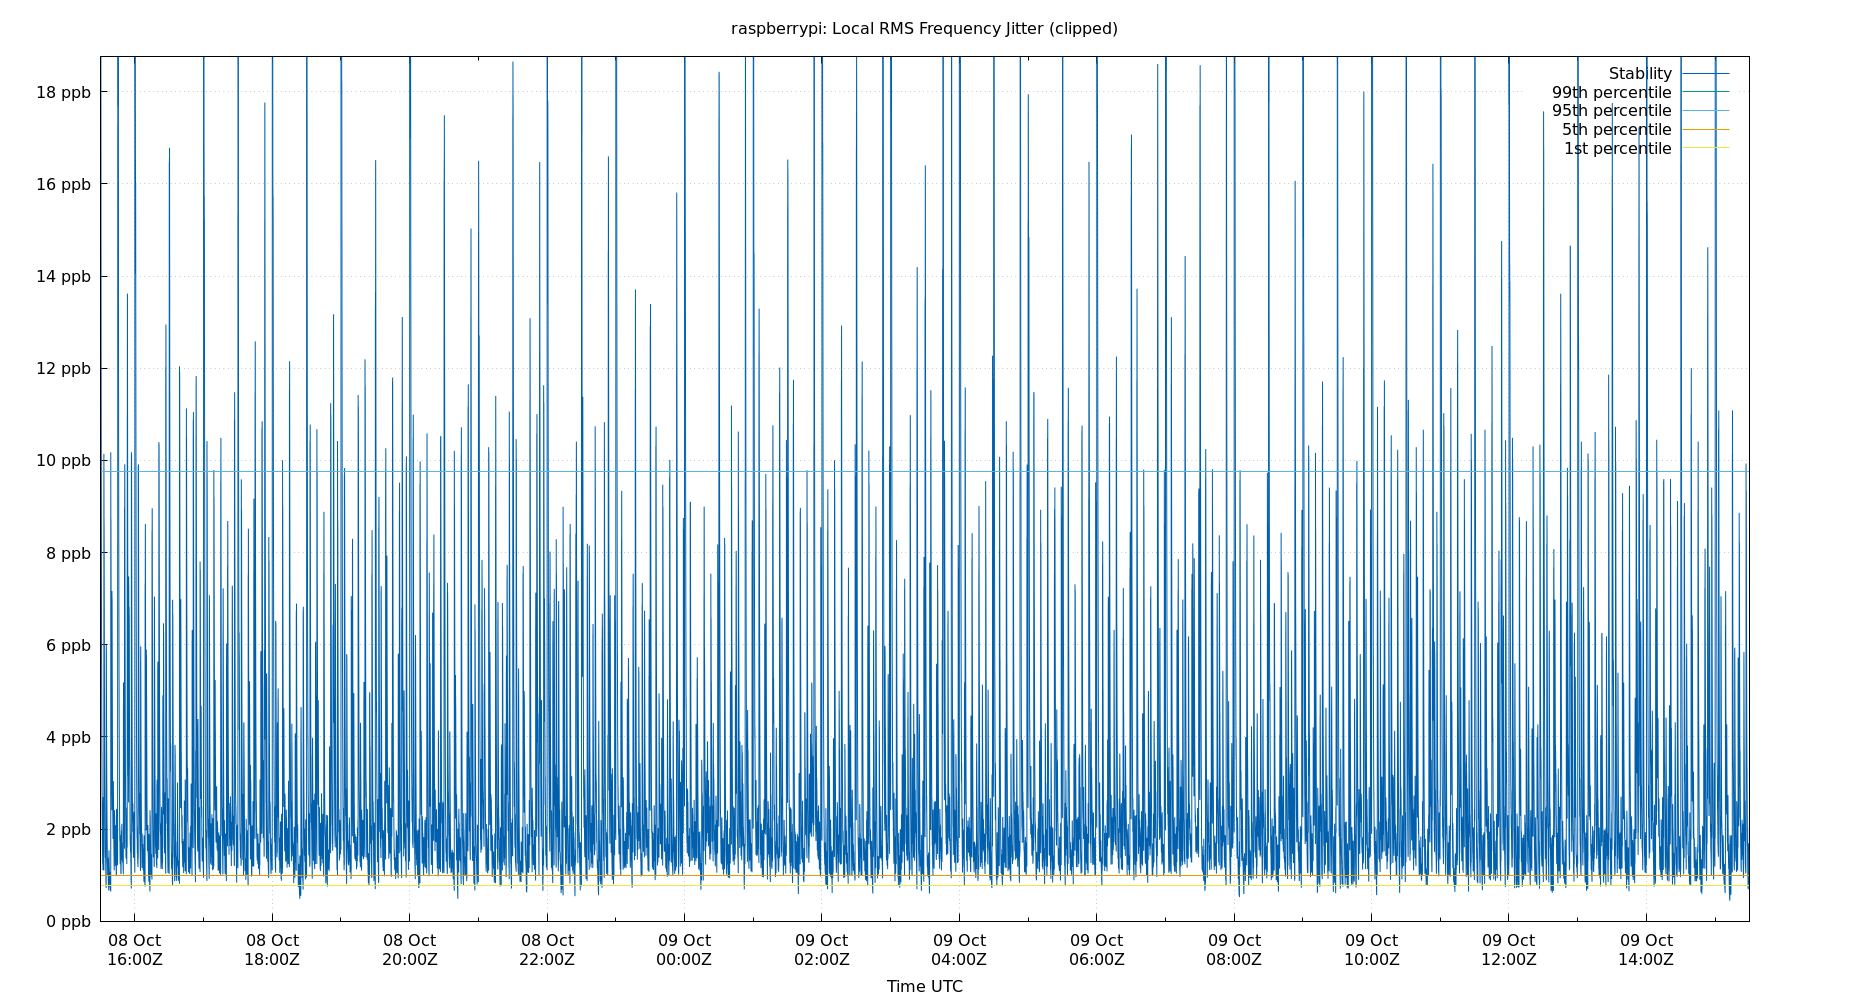 raspberrypi: Local RMS Frequency Jitter (clipped)
Stability
99th percentile
95th percentile
5th percentile
1st percentile
18 ppb
16 ppb
14 ppb
12 ppb
10 ppb
8 ppb
6 ppb
4 ppb
2 ppb
0 ppb
08 Oct 08 Oct 08 Oct 08 Oct 09 Oct 09 Oct 09 Oct 09 Oct 09 Oct 09 Oct 09 Oct 09 Oct
16:00Z 18:00Z 20:00Z 22:00Z 00:00Z 02:00Z 04:00Z 06:00Z 08:00Z 10:00Z 12:00Z 14:00Z
Time UTC